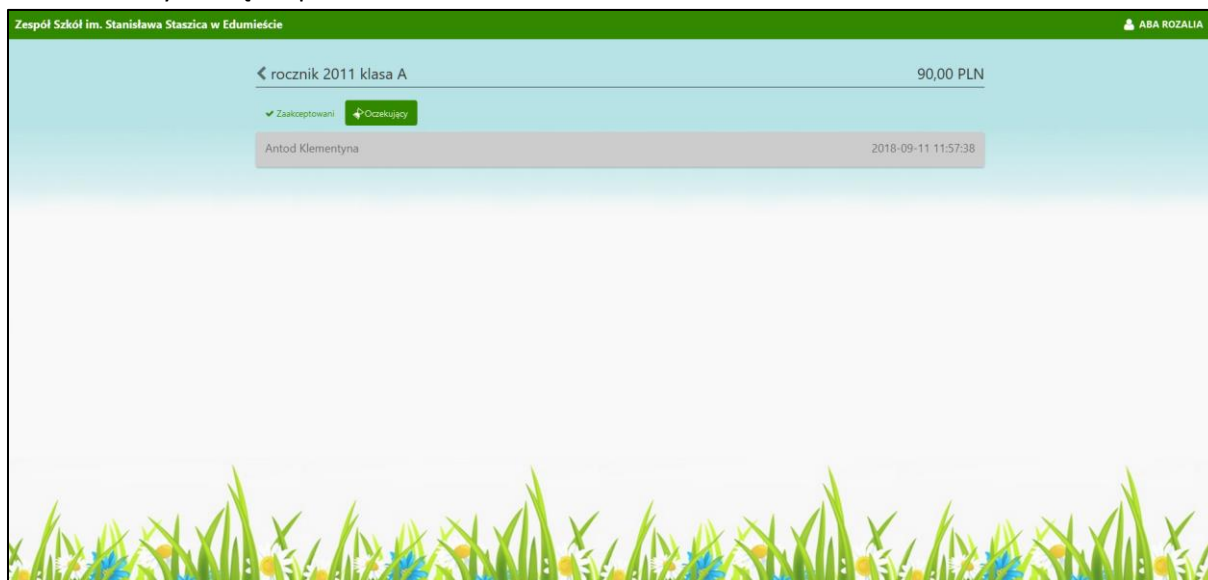 Zespół Szkół im. Stanisława Staszica w Edumieście ABA ROZALIA
rocznik 2011 klasa A 90,00 PLN
Zaakceptowani Oczekujący
Antod Klementyna 2018-09-11 11:57:38